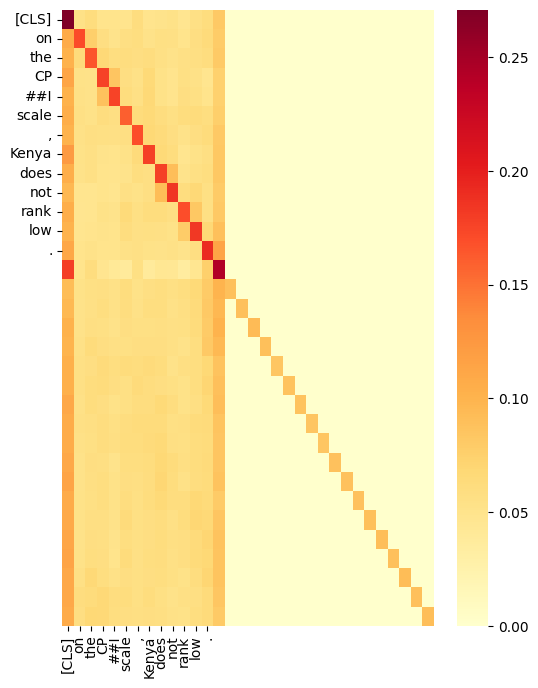 [CLS]
on
the
CP
##I
scale
,
Kenya
does
not
rank
low
.
0.25
0.20
0.15
0.10
0.05
0.00
[CLS]
on
the
CP
##I
scale
,
Kenya
does
not
rank
low
.